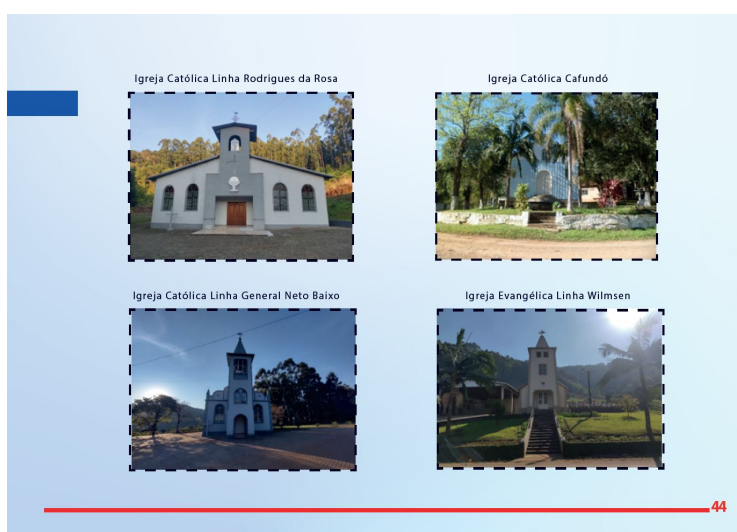 Igreja Católica Linha Rodrigues da Rosa
Igreja Católica Cafundó
Igreja Católica Linha General Neto Baixo
Igreja Evangélica Linha Wilmsen
44